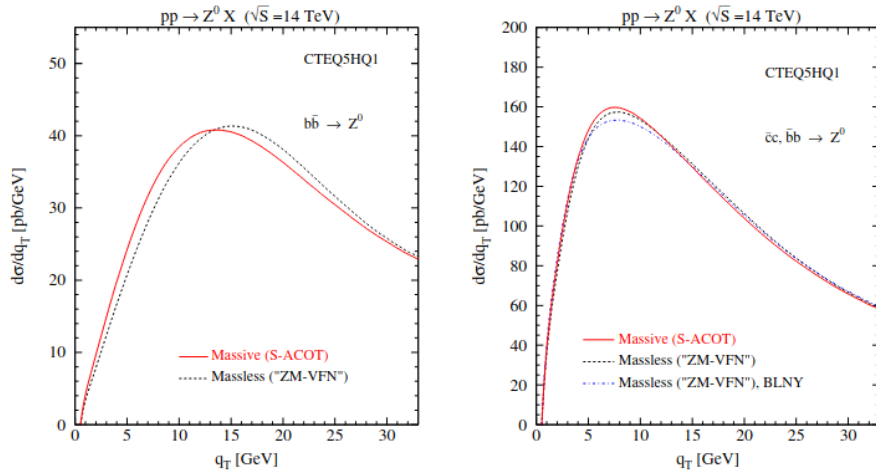 pp → Z⁰ X (√S =14 TeV)
CTEQ5HQ1
bb̄ → Z⁰
dσ/dq_T [pb/GeV]
50
40
30
20
10
0
Massive (S-ACOT)
Massless ("ZM-VFN")
0 5 10 15 20 25 30
q_T [GeV]
pp → Z⁰ X (√S =14 TeV)
CTEQ5HQ1
c̄c, b̄b → Z⁰
dσ/dq_T [pb/GeV]
200
180
160
140
120
100
80
60
40
20
0
Massive (S-ACOT)
Massless ("ZM-VFN")
Massless ("ZM-VFN"), BLNY
0 5 10 15 20 25 30
q_T [GeV]